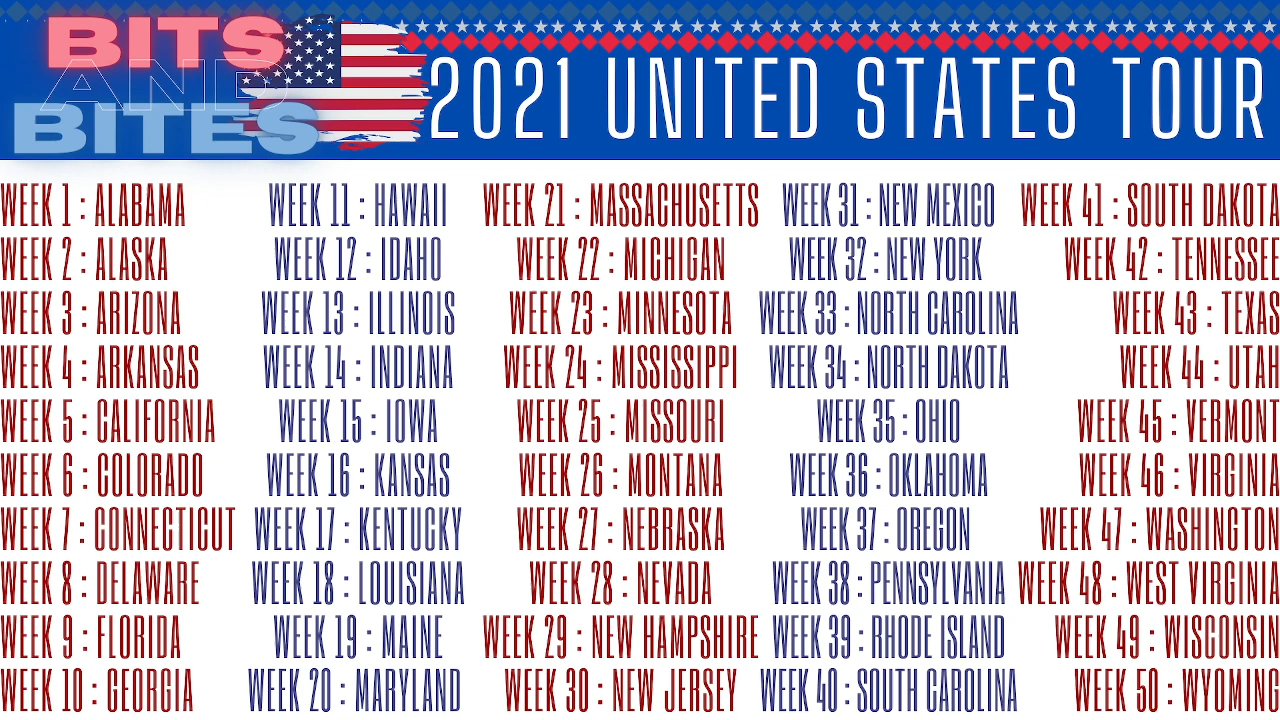 BITS
AND
BITES
2021 UNITED STATES TOUR
WEEK 1 : ALABAMA
WEEK 2 : ALASKA
WEEK 3 : ARIZONA
WEEK 4 : ARKANSAS
WEEK 5 : CALIFORNIA
WEEK 6 : COLORADO
WEEK 7 : CONNECTICUT
WEEK 8 : DELAWARE
WEEK 9 : FLORIDA
WEEK 10 : GEORGIA
WEEK 11 : HAWAII
WEEK 12 : IDAHO
WEEK 13 : ILLINOIS
WEEK 14 : INDIANA
WEEK 15 : IOWA
WEEK 16 : KANSAS
WEEK 17 : KENTUCKY
WEEK 18 : LOUISIANA
WEEK 19 : MAINE
WEEK 20 : MARYLAND
WEEK 21 : MASSACHUSETTS
WEEK 22 : MICHIGAN
WEEK 23 : MINNESOTA
WEEK 24 : MISSISSIPPI
WEEK 25 : MISSOURI
WEEK 26 : MONTANA
WEEK 27 : NEBRASKA
WEEK 28 : NEVADA
WEEK 29 : NEW HAMPSHIRE
WEEK 30 : NEW JERSEY
WEEK 31 : NEW MEXICO
WEEK 32 : NEW YORK
WEEK 33 : NORTH CAROLINA
WEEK 34 : NORTH DAKOTA
WEEK 35 : OHIO
WEEK 36 : OKLAHOMA
WEEK 37 : OREGON
WEEK 38 : PENNSYLVANIA
WEEK 39 : RHODE ISLAND
WEEK 40 : SOUTH CAROLINA
WEEK 41 : SOUTH DAKOTA
WEEK 42 : TENNESSEE
WEEK 43 : TEXAS
WEEK 44 : UTAH
WEEK 45 : VERMONT
WEEK 46 : VIRGINIA
WEEK 47 : WASHINGTON
WEEK 48 : WEST VIRGINIA
WEEK 49 : WISCONSIN
WEEK 50 : WYOMING